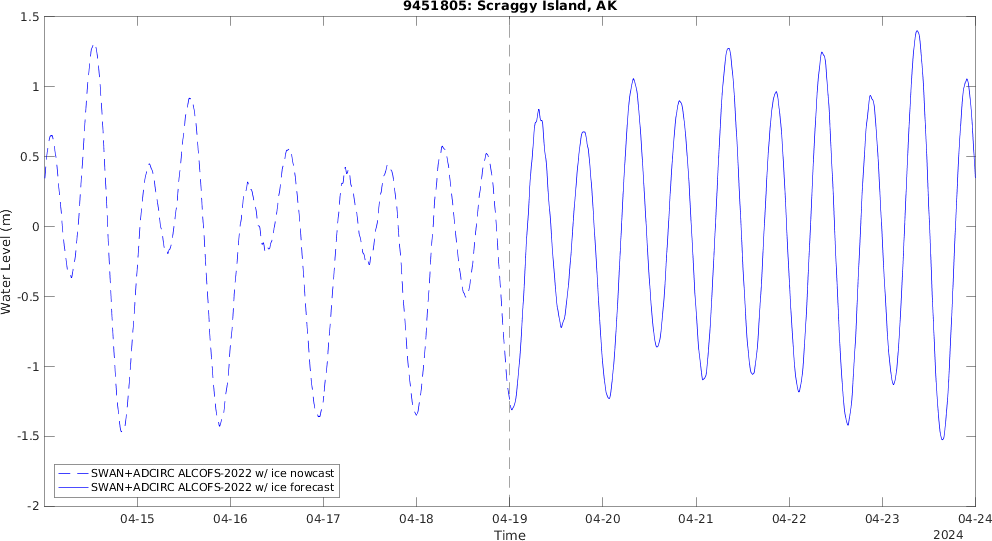 9451805: Scraggy Island, AK
1.5
1
0.5
0
-0.5
-1
-1.5
-2
Water Level (m)
SWAN+ADCIRC ALCOFS-2022 w/ ice nowcast
SWAN+ADCIRC ALCOFS-2022 w/ ice forecast
04-15 04-16 04-17 04-18 04-19 04-20 04-21 04-22 04-23 04-24
Time
2024